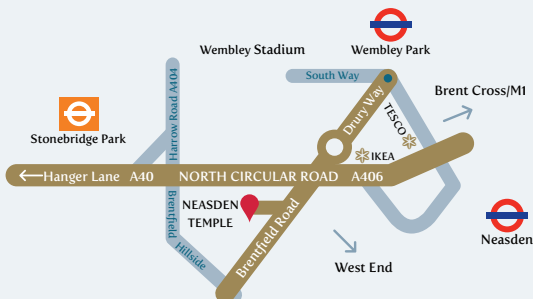 Wembley Stadium
Wembley Park
South Way
Brent Cross/M1
Harrow Road A404
Drury Way
TESCO
Stonebridge Park
IKEA
Hanger Lane A40
NORTH CIRCULAR ROAD A406
NEASDEN
TEMPLE
Brentfield
Brentfield Road
Neasden
Hillside
West End